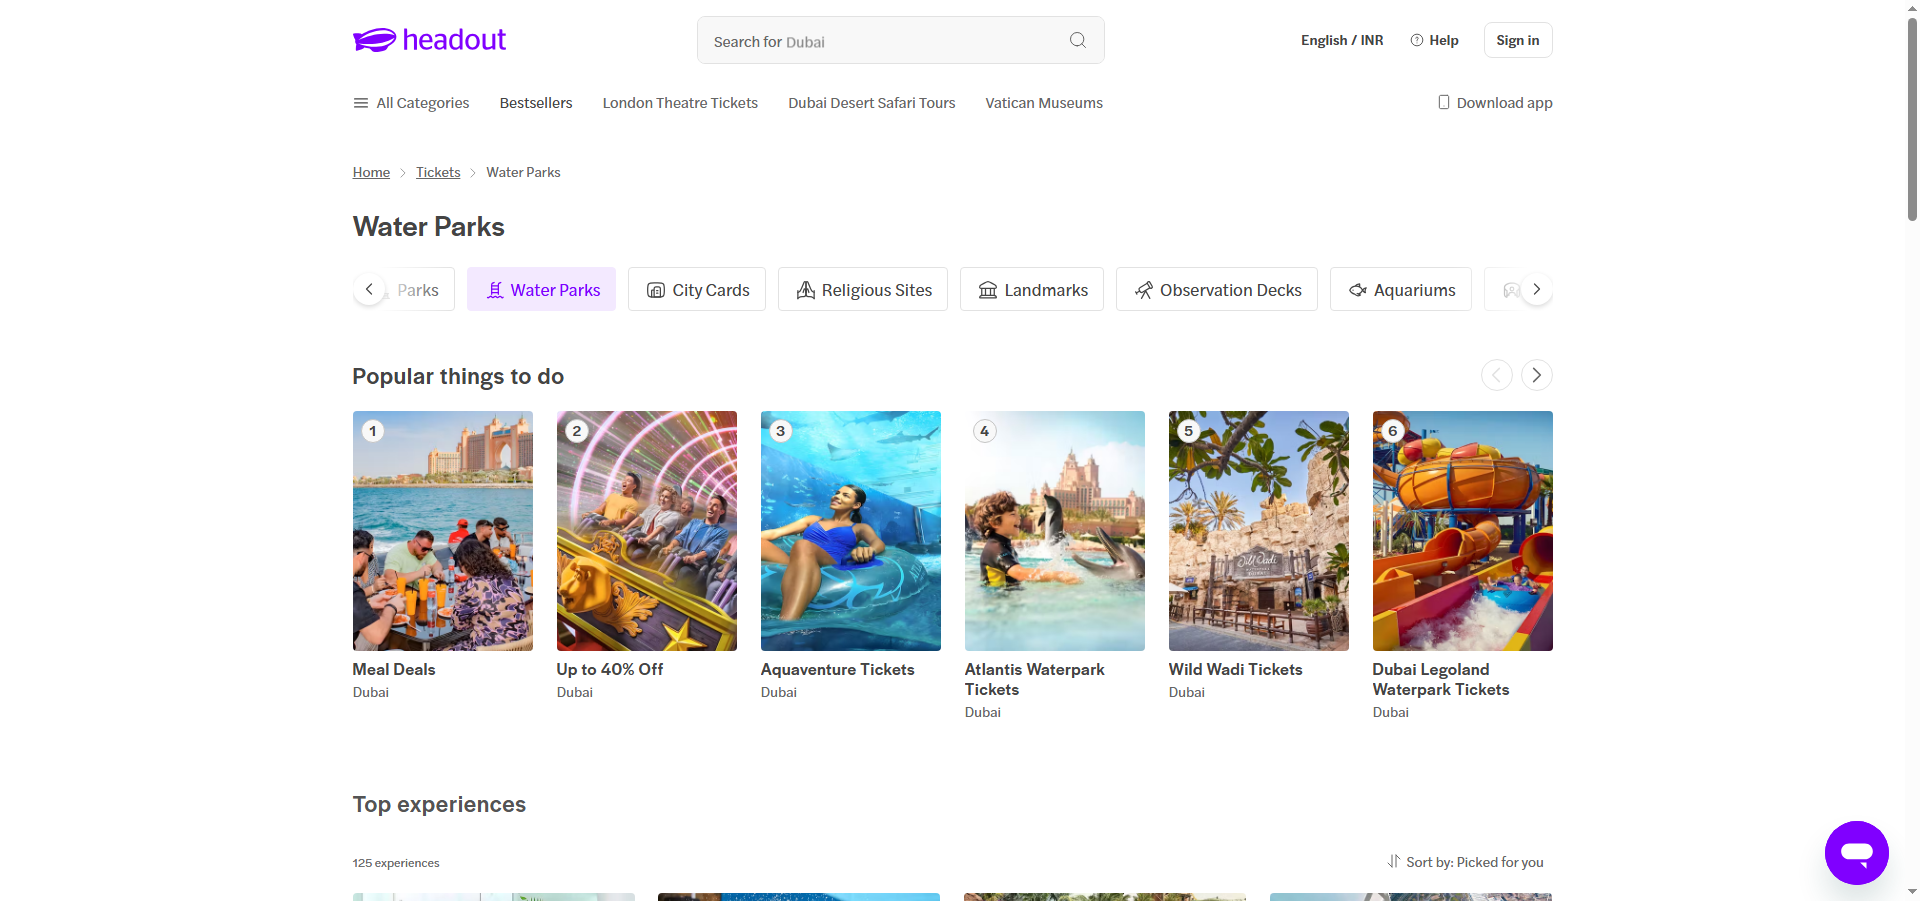 headout
Search for Dubai
English / INR
Help
Sign in
All Categories
Bestsellers
London Theatre Tickets
Dubai Desert Safari Tours
Vatican Museums
Download app
Home
Tickets
Water Parks
Water Parks
Parks
Water Parks
City Cards
Religious Sites
Landmarks
Observation Decks
Aquariums
Popular things to do
1
2
3
4
5
Wild Wadi
6
Meal Deals
Dubai
Up to 40% Off
Dubai
Aquaventure Tickets
Dubai
Atlantis Waterpark
Tickets
Dubai
Wild Wadi Tickets
Dubai
Dubai Legoland
Waterpark Tickets
Dubai
Top experiences
125 experiences
Sort by: Picked for you